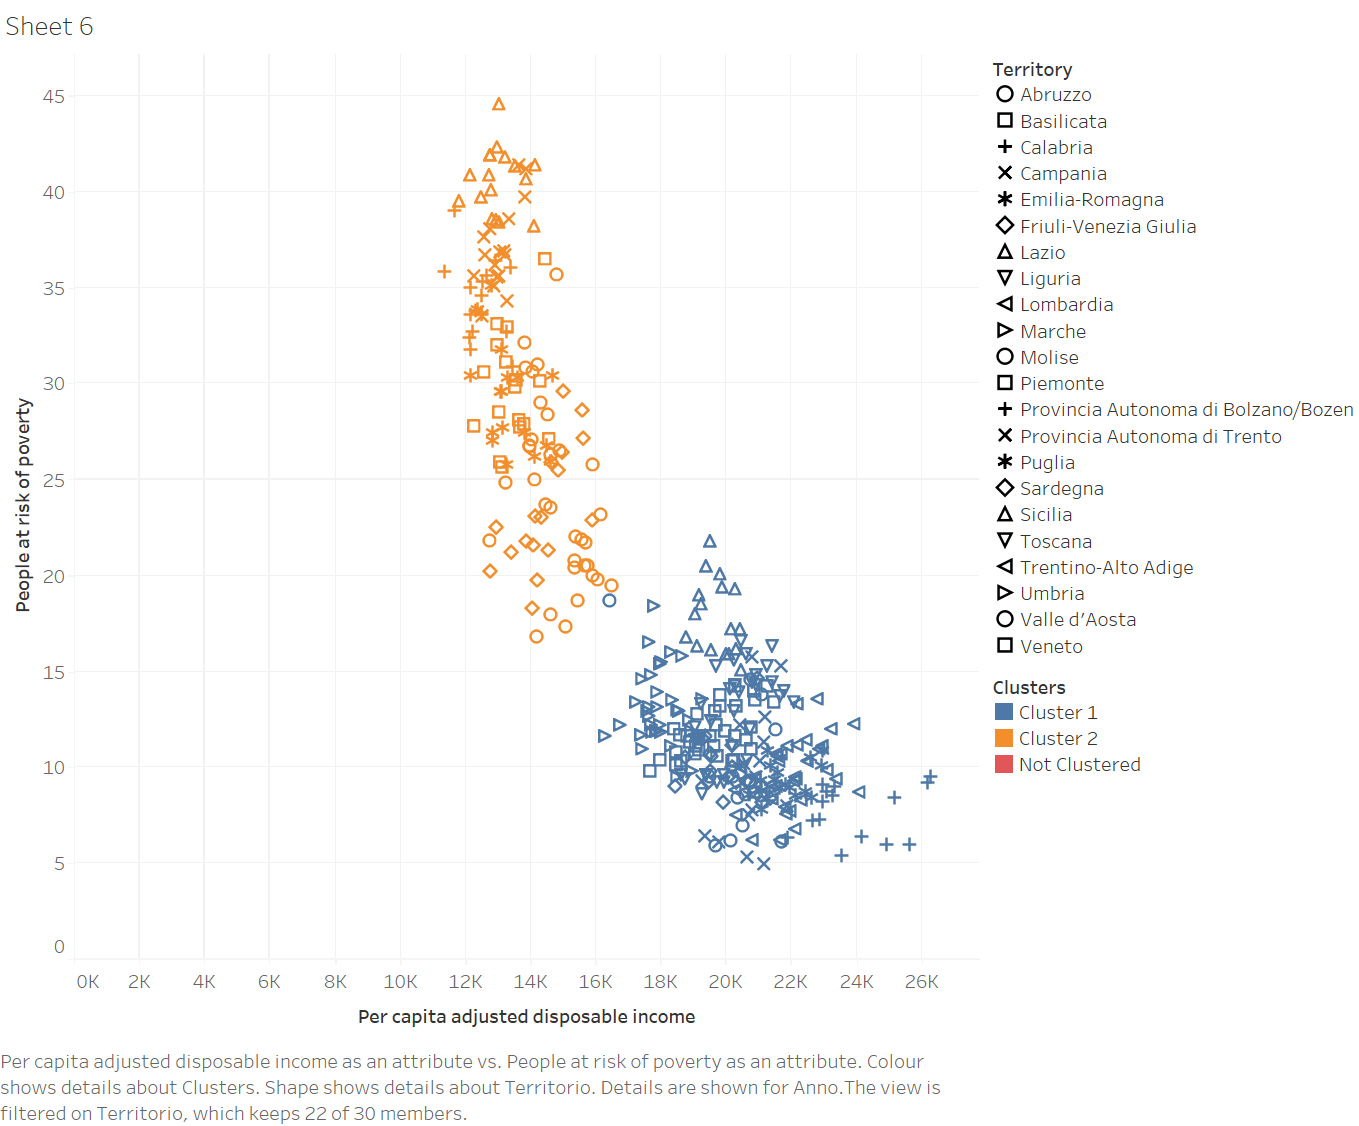 Sheet 6
45
40
35
30
25
20
15
10
5
0
People at risk of poverty
0K 2K 4K 6K 8K 10K 12K 14K 16K 18K 20K 22K 24K 26K
Per capita adjusted disposable income
Territory
Abruzzo
Basilicata
Calabria
Campania
Emilia-Romagna
Friuli-Venezia Giulia
Lazio
Liguria
Lombardia
Marche
Molise
Piemonte
Provincia Autonoma di Bolzano/Bozen
Provincia Autonoma di Trento
Puglia
Sardegna
Sicilia
Toscana
Trentino-Alto Adige
Umbria
Valle d’Aosta
Veneto
Clusters
Cluster 1
Cluster 2
Not Clustered
Per capita adjusted disposable income as an attribute vs. People at risk of poverty as an attribute. Colour
shows details about Clusters. Shape shows details about Territorio. Details are shown for Anno.The view is
filtered on Territorio, which keeps 22 of 30 members.